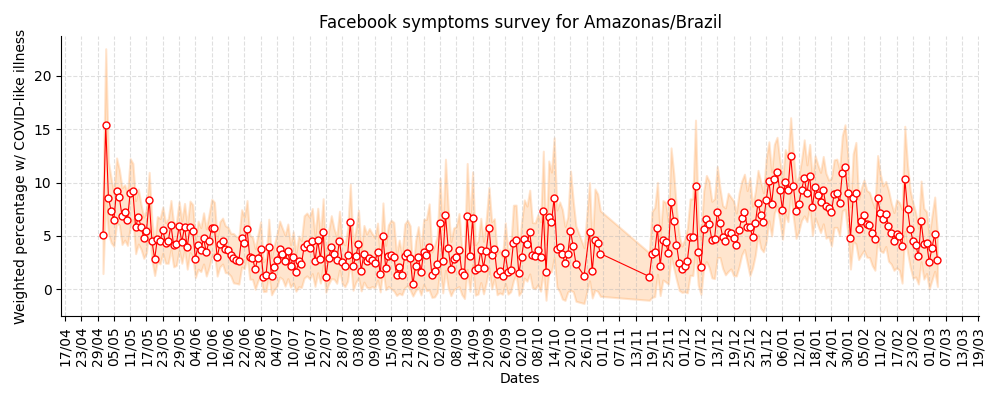 Facebook symptoms survey for Amazonas/Brazil
Weighted percentage w/ COVID-like illness
20
15
10
5
0
17/04 23/04 29/04 05/05 11/05 17/05 23/05 29/05 04/06 10/06 16/06 22/06 28/06 04/07 10/07 16/07 22/07 28/07 03/08 09/08 15/08 21/08 27/08 02/09 08/09 14/09 20/09 26/09 02/10 08/10 14/10 20/10 26/10 01/11 07/11 13/11 19/11 25/11 01/12 07/12 13/12 19/12 25/12 31/12 06/01 12/01 18/01 24/01 30/01 05/02 11/02 17/02 23/02 01/03 07/03 13/03 19/03
Dates